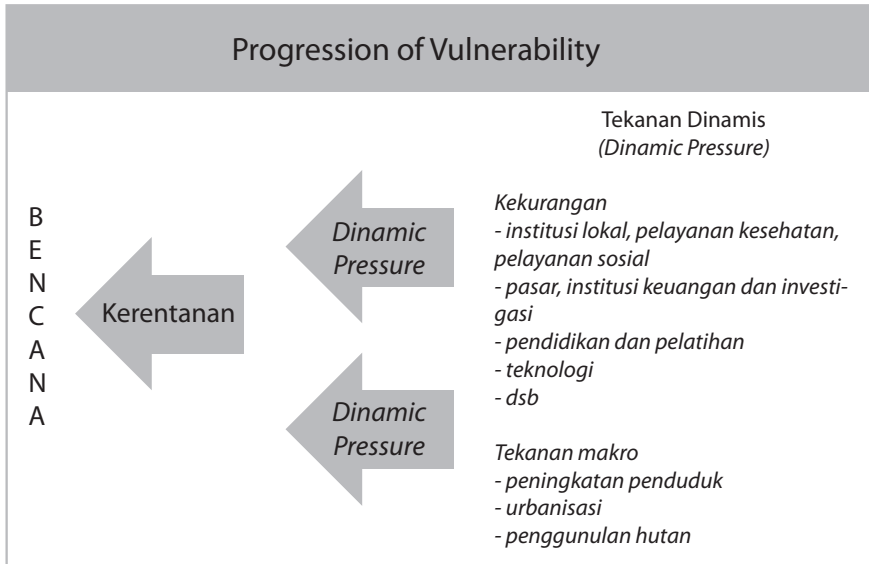 Progression of Vulnerability
Tekanan Dinamis
(Dinamic Pressure)
B
E
N
C
A
N
A
Kerentanan
Dinamic
Pressure
Dinamic
Pressure
Kekurangan
- institusi lokal, pelayanan kesehatan,
pelayanan sosial
- pasar, institusi keuangan dan investi-
gasi
- pendidikan dan pelatihan
- teknologi
- dsb
Tekanan makro
- peningkatan penduduk
- urbanisasi
- penggunulan hutan